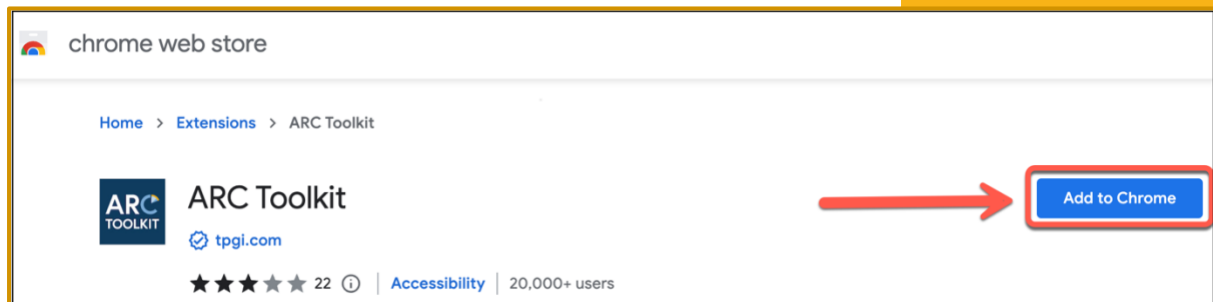 chrome web store
Home > Extensions > ARC Toolkit
ARC
TOOLKIT
ARC Toolkit
Add to Chrome
tpgi.com
22 | Accessibility | 20,000+ users